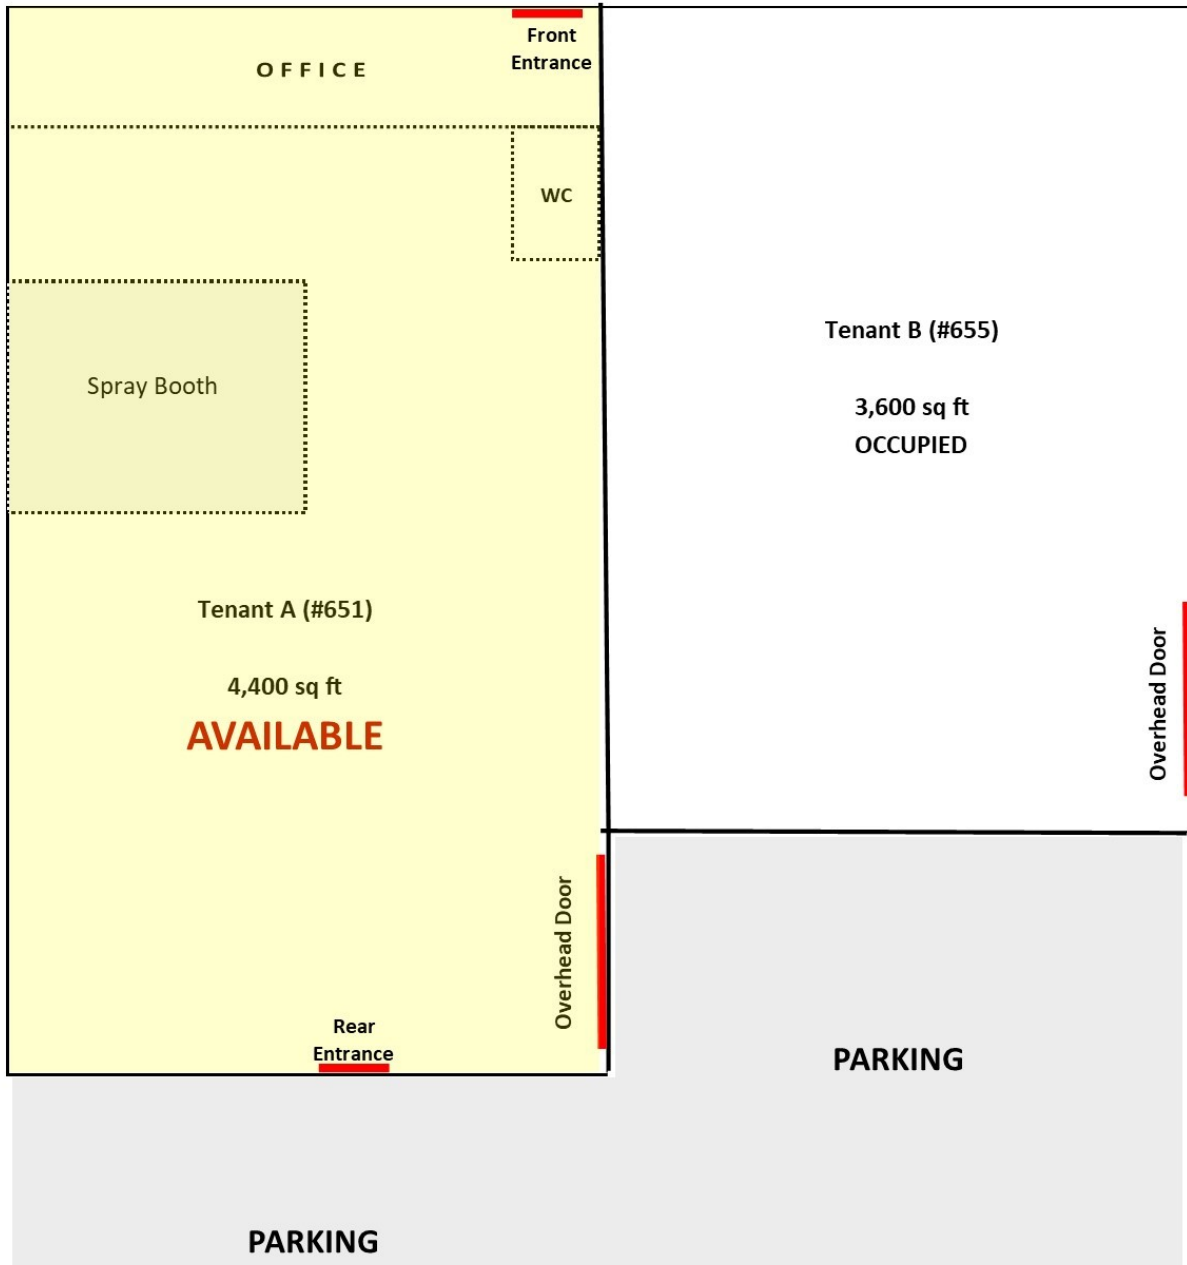 Front
Entrance
OFFICE
WC
Spray Booth
Tenant B (#655)
3,600 sq ft
OCCUPIED
Tenant A (#651)
4,400 sq ft
AVAILABLE
Overhead Door
Overhead Door
Rear
Entrance
PARKING
PARKING